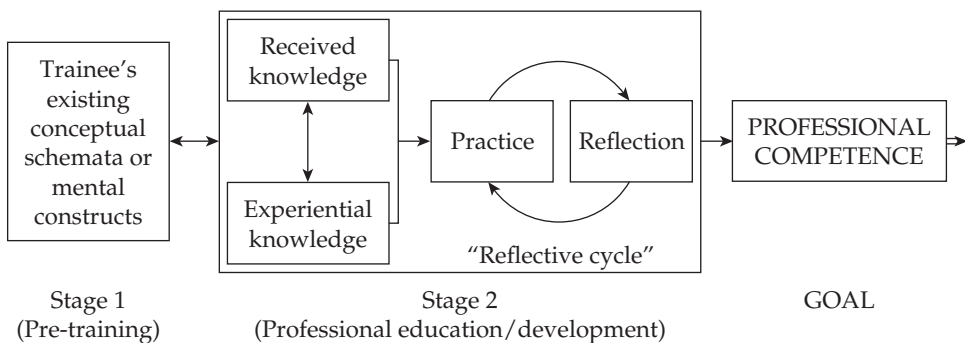 Trainee's
existing
conceptual
schemata or
mental
constructs
Received
knowledge
Experiential
knowledge
Practice
Reflection
“Reflective cycle”
PROFESSIONAL
COMPETENCE
Stage 1
(Pre-training)
Stage 2
(Professional education/development)
GOAL